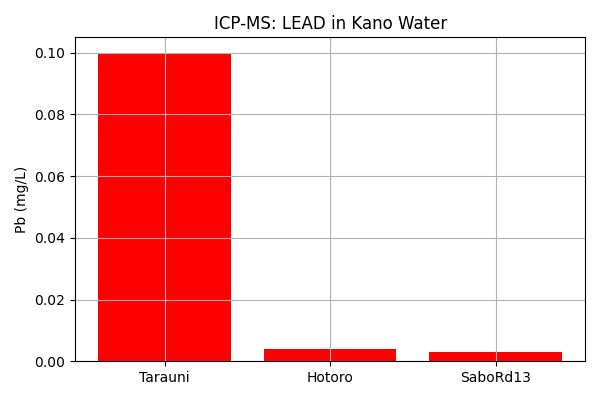 ICP-MS: LEAD in Kano Water
Pb (mg/L)
0.10
0.08
0.06
0.04
0.02
0.00
Tarauni
Hotoro
SaboRd13